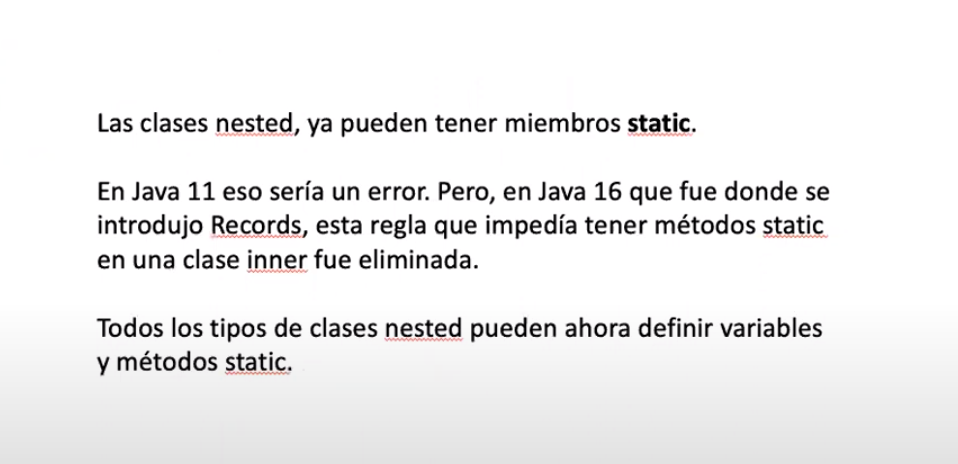 Las clases nested, ya pueden tener miembros static.
En Java 11 eso sería un error. Pero, en Java 16 que fue donde se
introdujo Records, esta regla que impedía tener métodos static
en una clase inner fue eliminada.
Todos los tipos de clases nested pueden ahora definir variables
y métodos static.